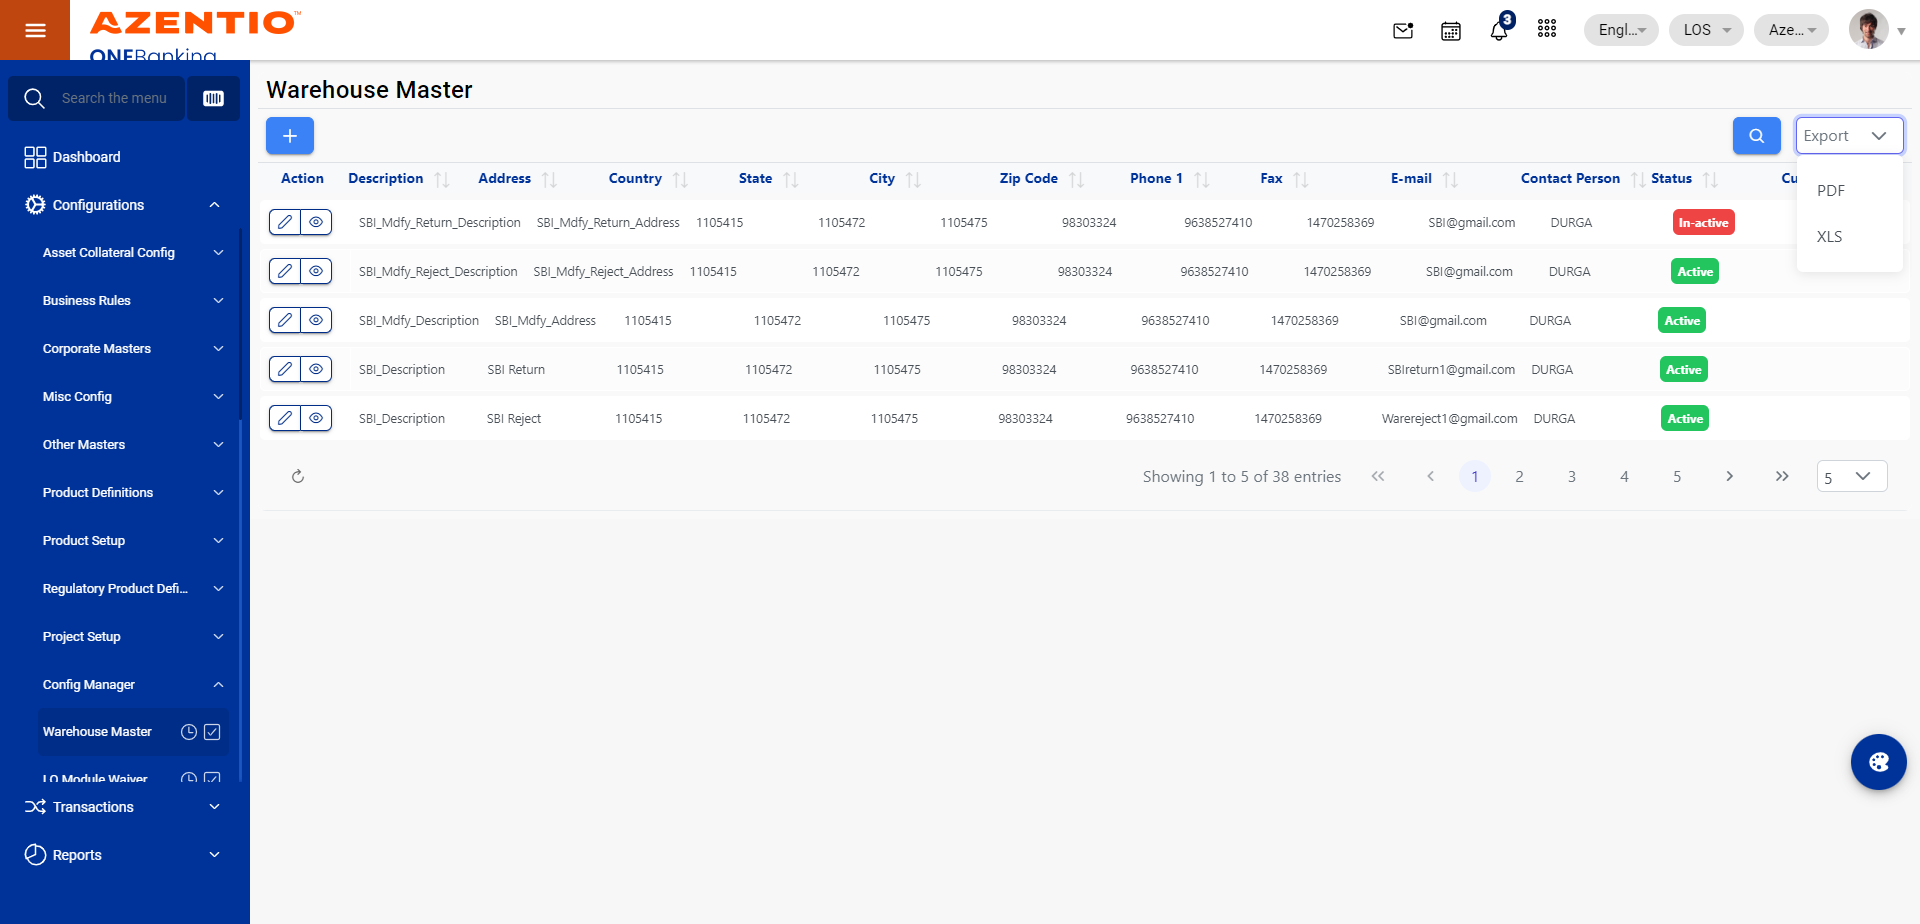 AZENTIO™
ONEBanking
3
Engl...
LOS
Aze...
Search the menu
Dashboard
Configurations
Asset Collateral Config
Business Rules
Corporate Masters
Misc Config
Other Masters
Product Definitions
Product Setup
Regulatory Product Defi...
Project Setup
Config Manager
Warehouse Master
LO Module Waiver
Transactions
Reports
Warehouse Master
Export
PDF
XLS
Action Description Address Country State City Zip Code Phone 1 Fax E-mail Contact Person Status Cu
SBI_Mdfy_Return_Description SBI_Mdfy_Return_Address 1105415 1105472 1105475 98303324 9638527410 1470258369 SBI@gmail.com DURGA In-active
SBI_Mdfy_Reject_Description SBI_Mdfy_Reject_Address 1105415 1105472 1105475 98303324 9638527410 1470258369 SBI@gmail.com DURGA Active
SBI_Mdfy_Description SBI_Mdfy_Address 1105415 1105472 1105475 98303324 9638527410 1470258369 SBI@gmail.com DURGA Active
SBI_Description SBI Return 1105415 1105472 1105475 98303324 9638527410 1470258369 SBIreturn1@gmail.com DURGA Active
SBI_Description SBI Reject 1105415 1105472 1105475 98303324 9638527410 1470258369 Warereject1@gmail.com DURGA Active
Showing 1 to 5 of 38 entries 1 2 3 4 5 5